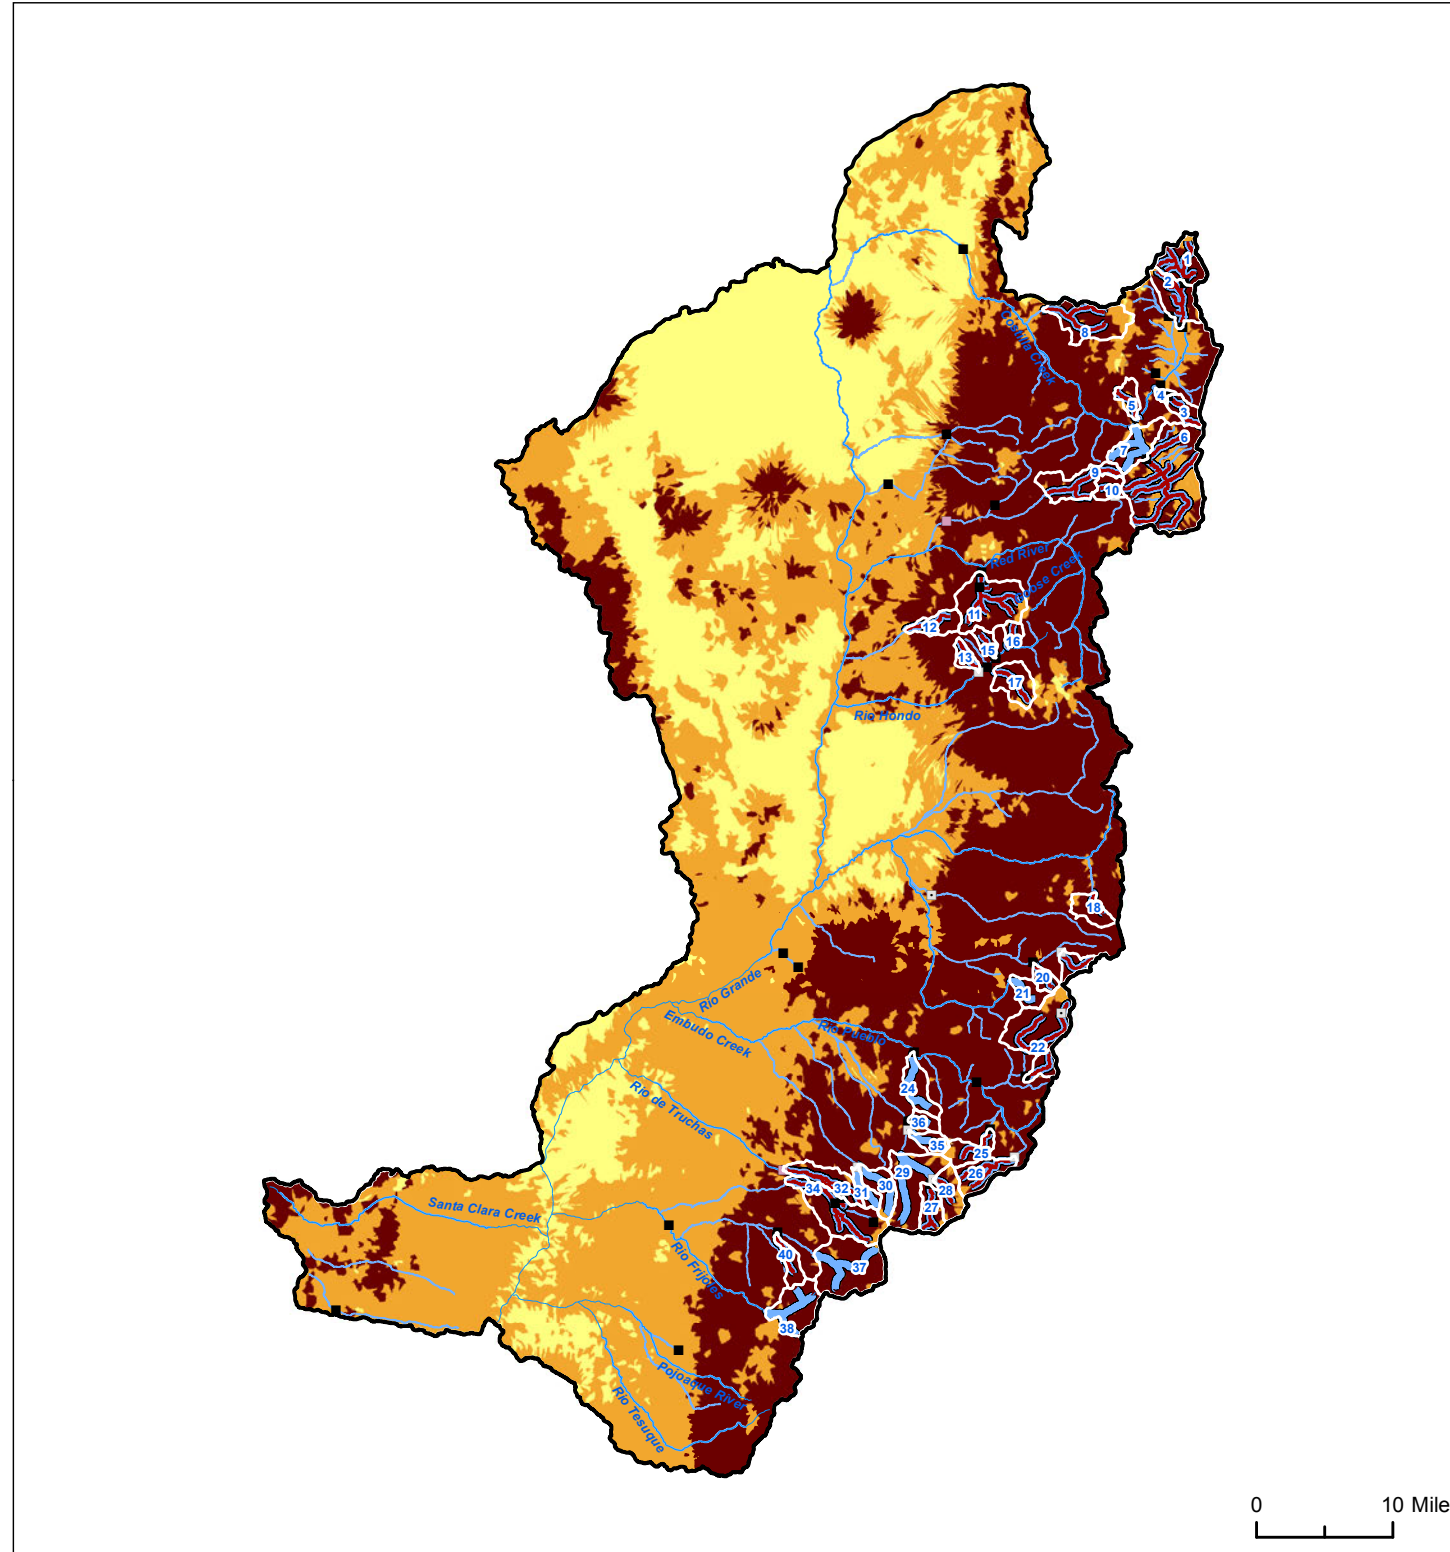 1
2
Costilla Creek
8
4
5
3
6
7
9
10
Red River
Goose Creek
11
12
16
15
13
17
Rio Hondo
18
20
21
Rio Grande
Embudo Creek
Rio Pueblo
22
24
Rio de Truchas
36
35
25
29
26
34
32
31
30
28
27
Santa Clara Creek
Rio Frijoles
40
37
38
Pojoaque River
Rio Tesuque
0 10 Mile